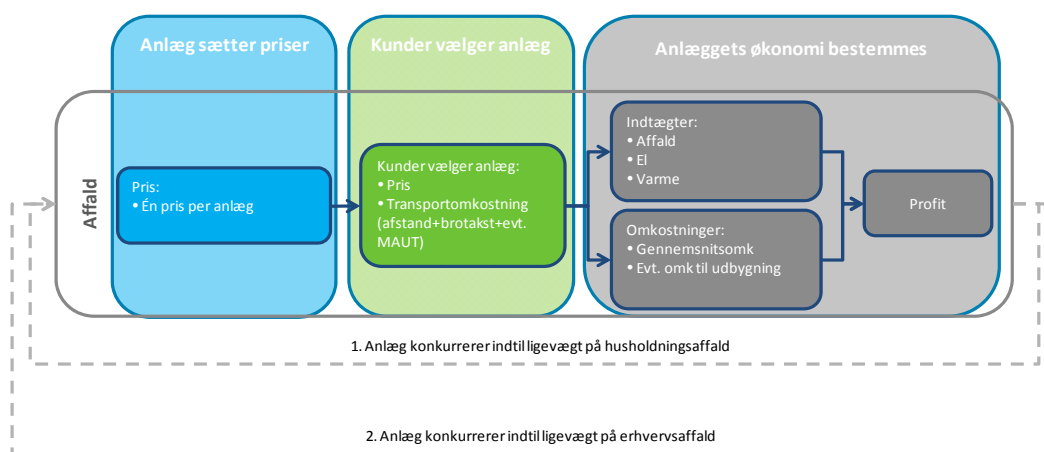 Anlæg sætter priser
Kunder vælger anlæg
Anlæggets økonomi bestemmes
Affald
Pris:
• Én pris per anlæg
Kunder vælger anlæg:
• Pris
• Transportomkostning
(afstand+brotakst+evt.
MAUT)
Indtægter:
• Affald
• El
• Varme
Omkostninger:
• Gennemsnitsomk
• Evt. omk til udbygning
Profit
1. Anlæg konkurrerer indtil ligevægt på husholdningsaffald
2. Anlæg konkurrerer indtil ligevægt på erhvervsaffald